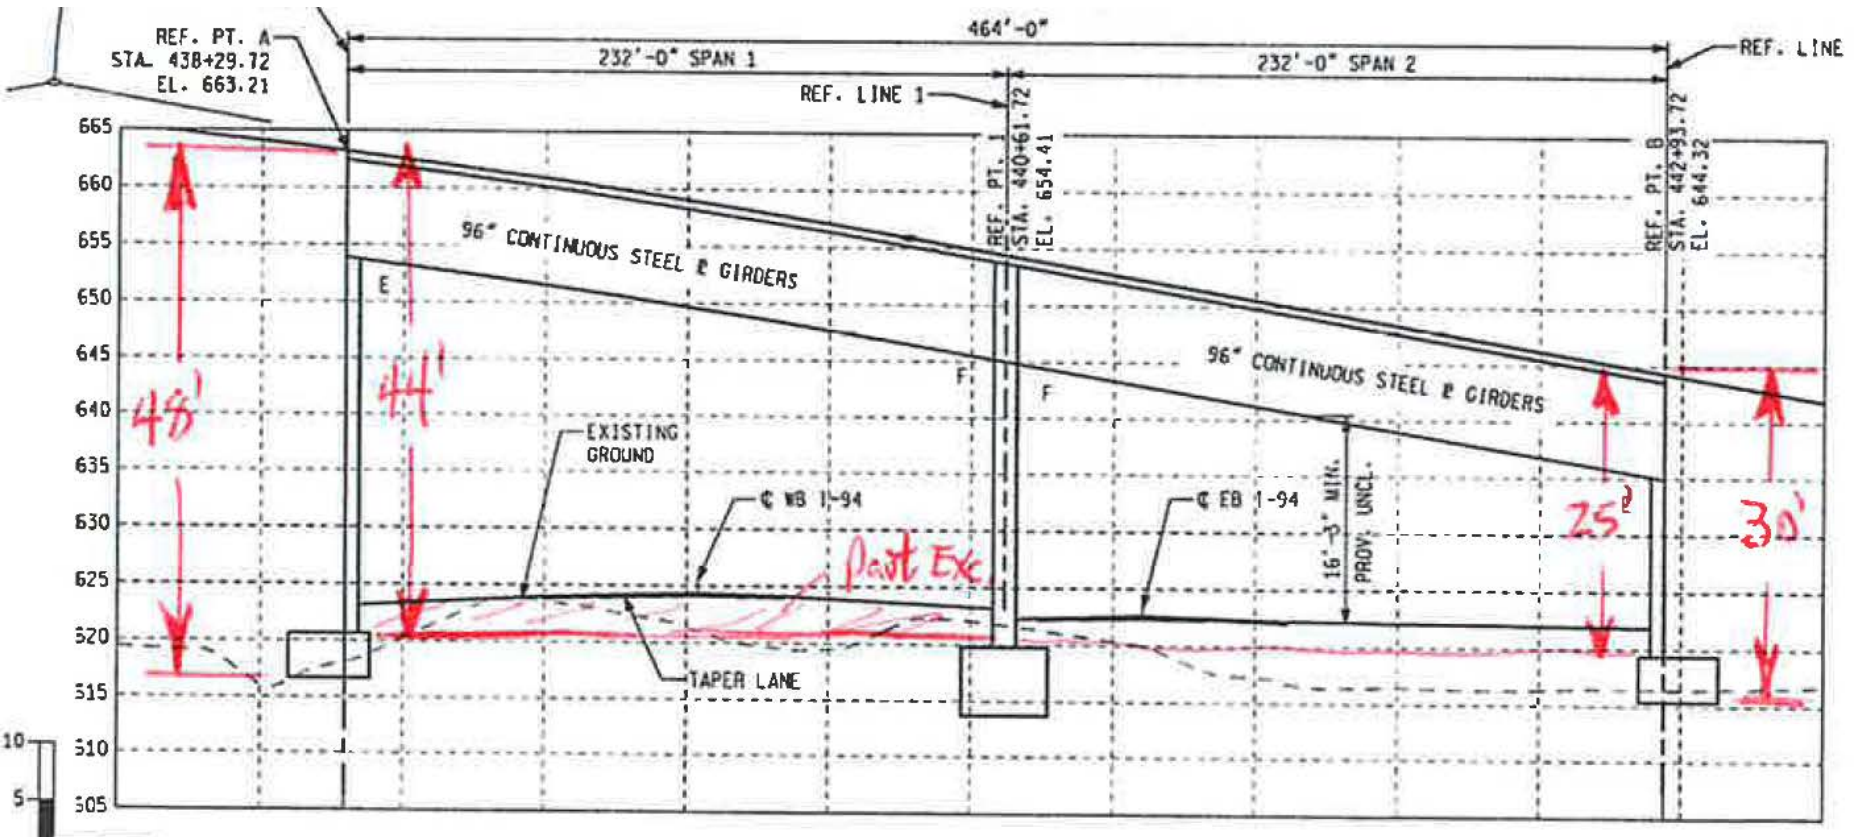 464'-0"
REF. PT. A
STA. 438+29.72
EL. 663.21
232'-0" SPAN 1
232'-0" SPAN 2
REF. LINE
REF. LINE 1
REF. PT. 1
STA. 440+61.72
EL. 654.41
REF. PT. B
STA. 442+93.72
EL. 644.32
665
660
655
650
645
640
635
630
625
620
615
610
605
96" CONTINUOUS STEEL ℄ GIRDERS
96" CONTINUOUS STEEL ℄ GIRDERS
E
F
F
48'
44'
EXISTING
GROUND
℄ WB I-94
℄ EB I-94
16'-3" MIN.
PROV. UNCL.
25'
30'
Past Exc.
TAPER LANE
10
5